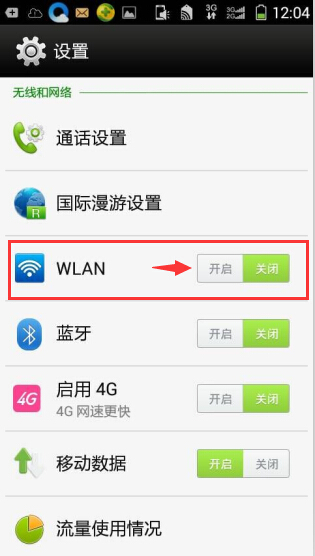 3G 3G 2G 12:04
设置
无线和网络
通话设置
国际漫游设置
R
WLAN 开启 关闭
蓝牙 开启 关闭
4G 启用 4G 开启 关闭
4G 网速更快
移动数据 开启 关闭
流量使用情况